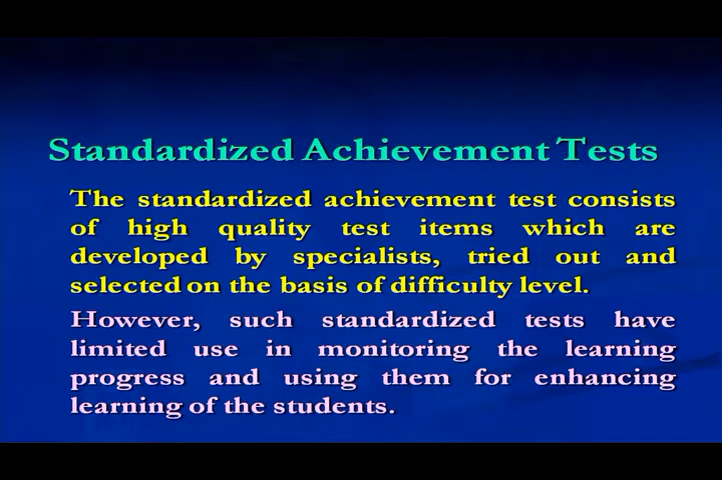 Standardized Achievement Tests
The standardized achievement test consists
of high quality test items which are
developed by specialists, tried out and
selected on the basis of difficulty level.
However, such standardized tests have
limited use in monitoring the learning
progress and using them for enhancing
learning of the students.